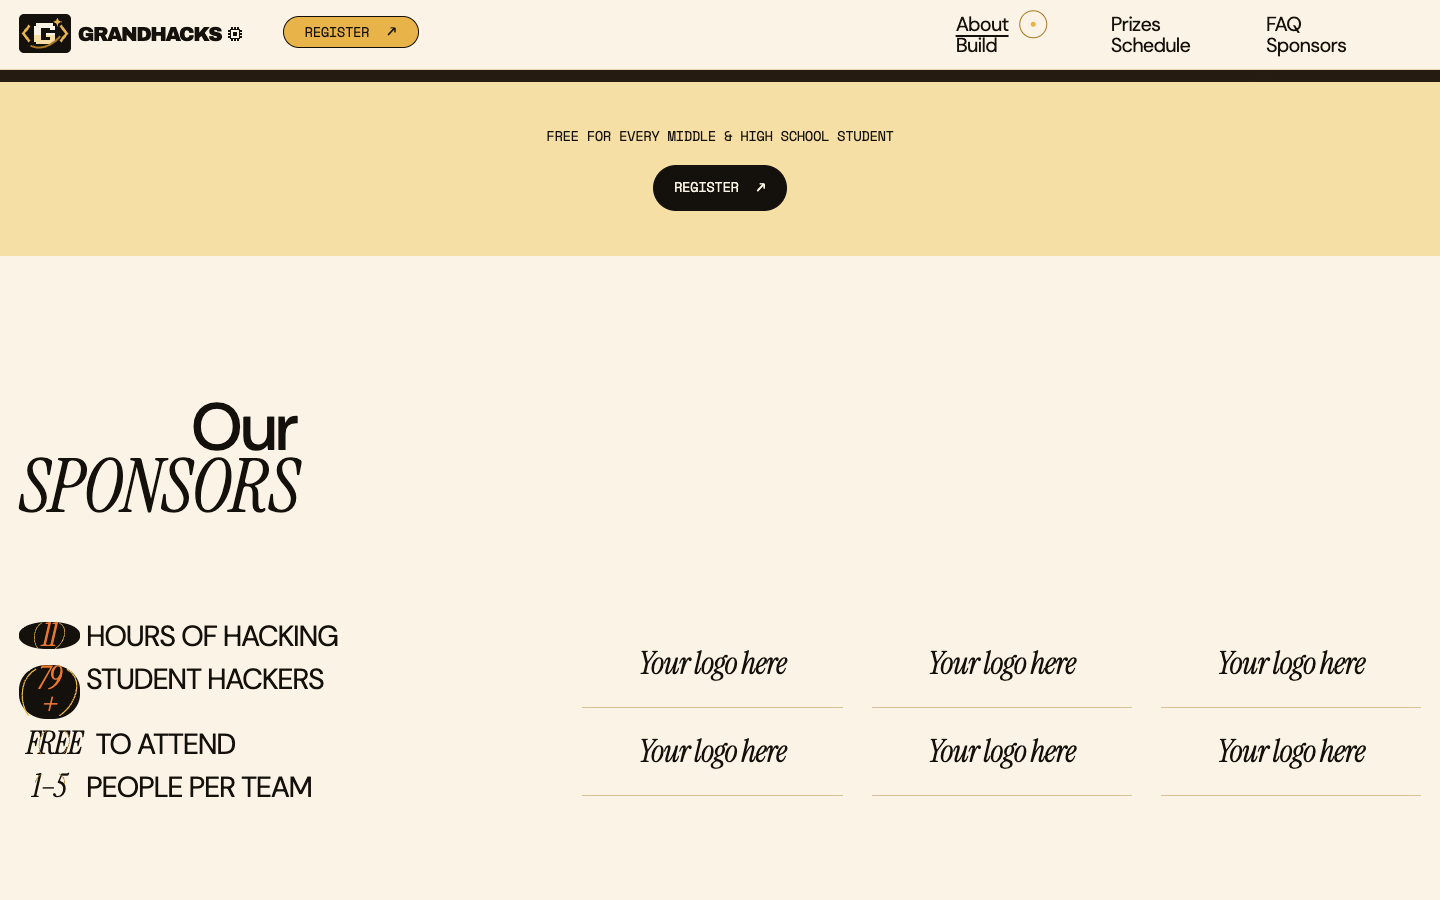 GRANDHACKS
REGISTER ↗
About
Build
Prizes
Schedule
FAQ
Sponsors
FREE FOR EVERY MIDDLE & HIGH SCHOOL STUDENT
REGISTER ↗
Our
SPONSORS
11 HOURS OF HACKING
79+ STUDENT HACKERS
FREE TO ATTEND
1–5 PEOPLE PER TEAM
Your logo here
Your logo here
Your logo here
Your logo here
Your logo here
Your logo here